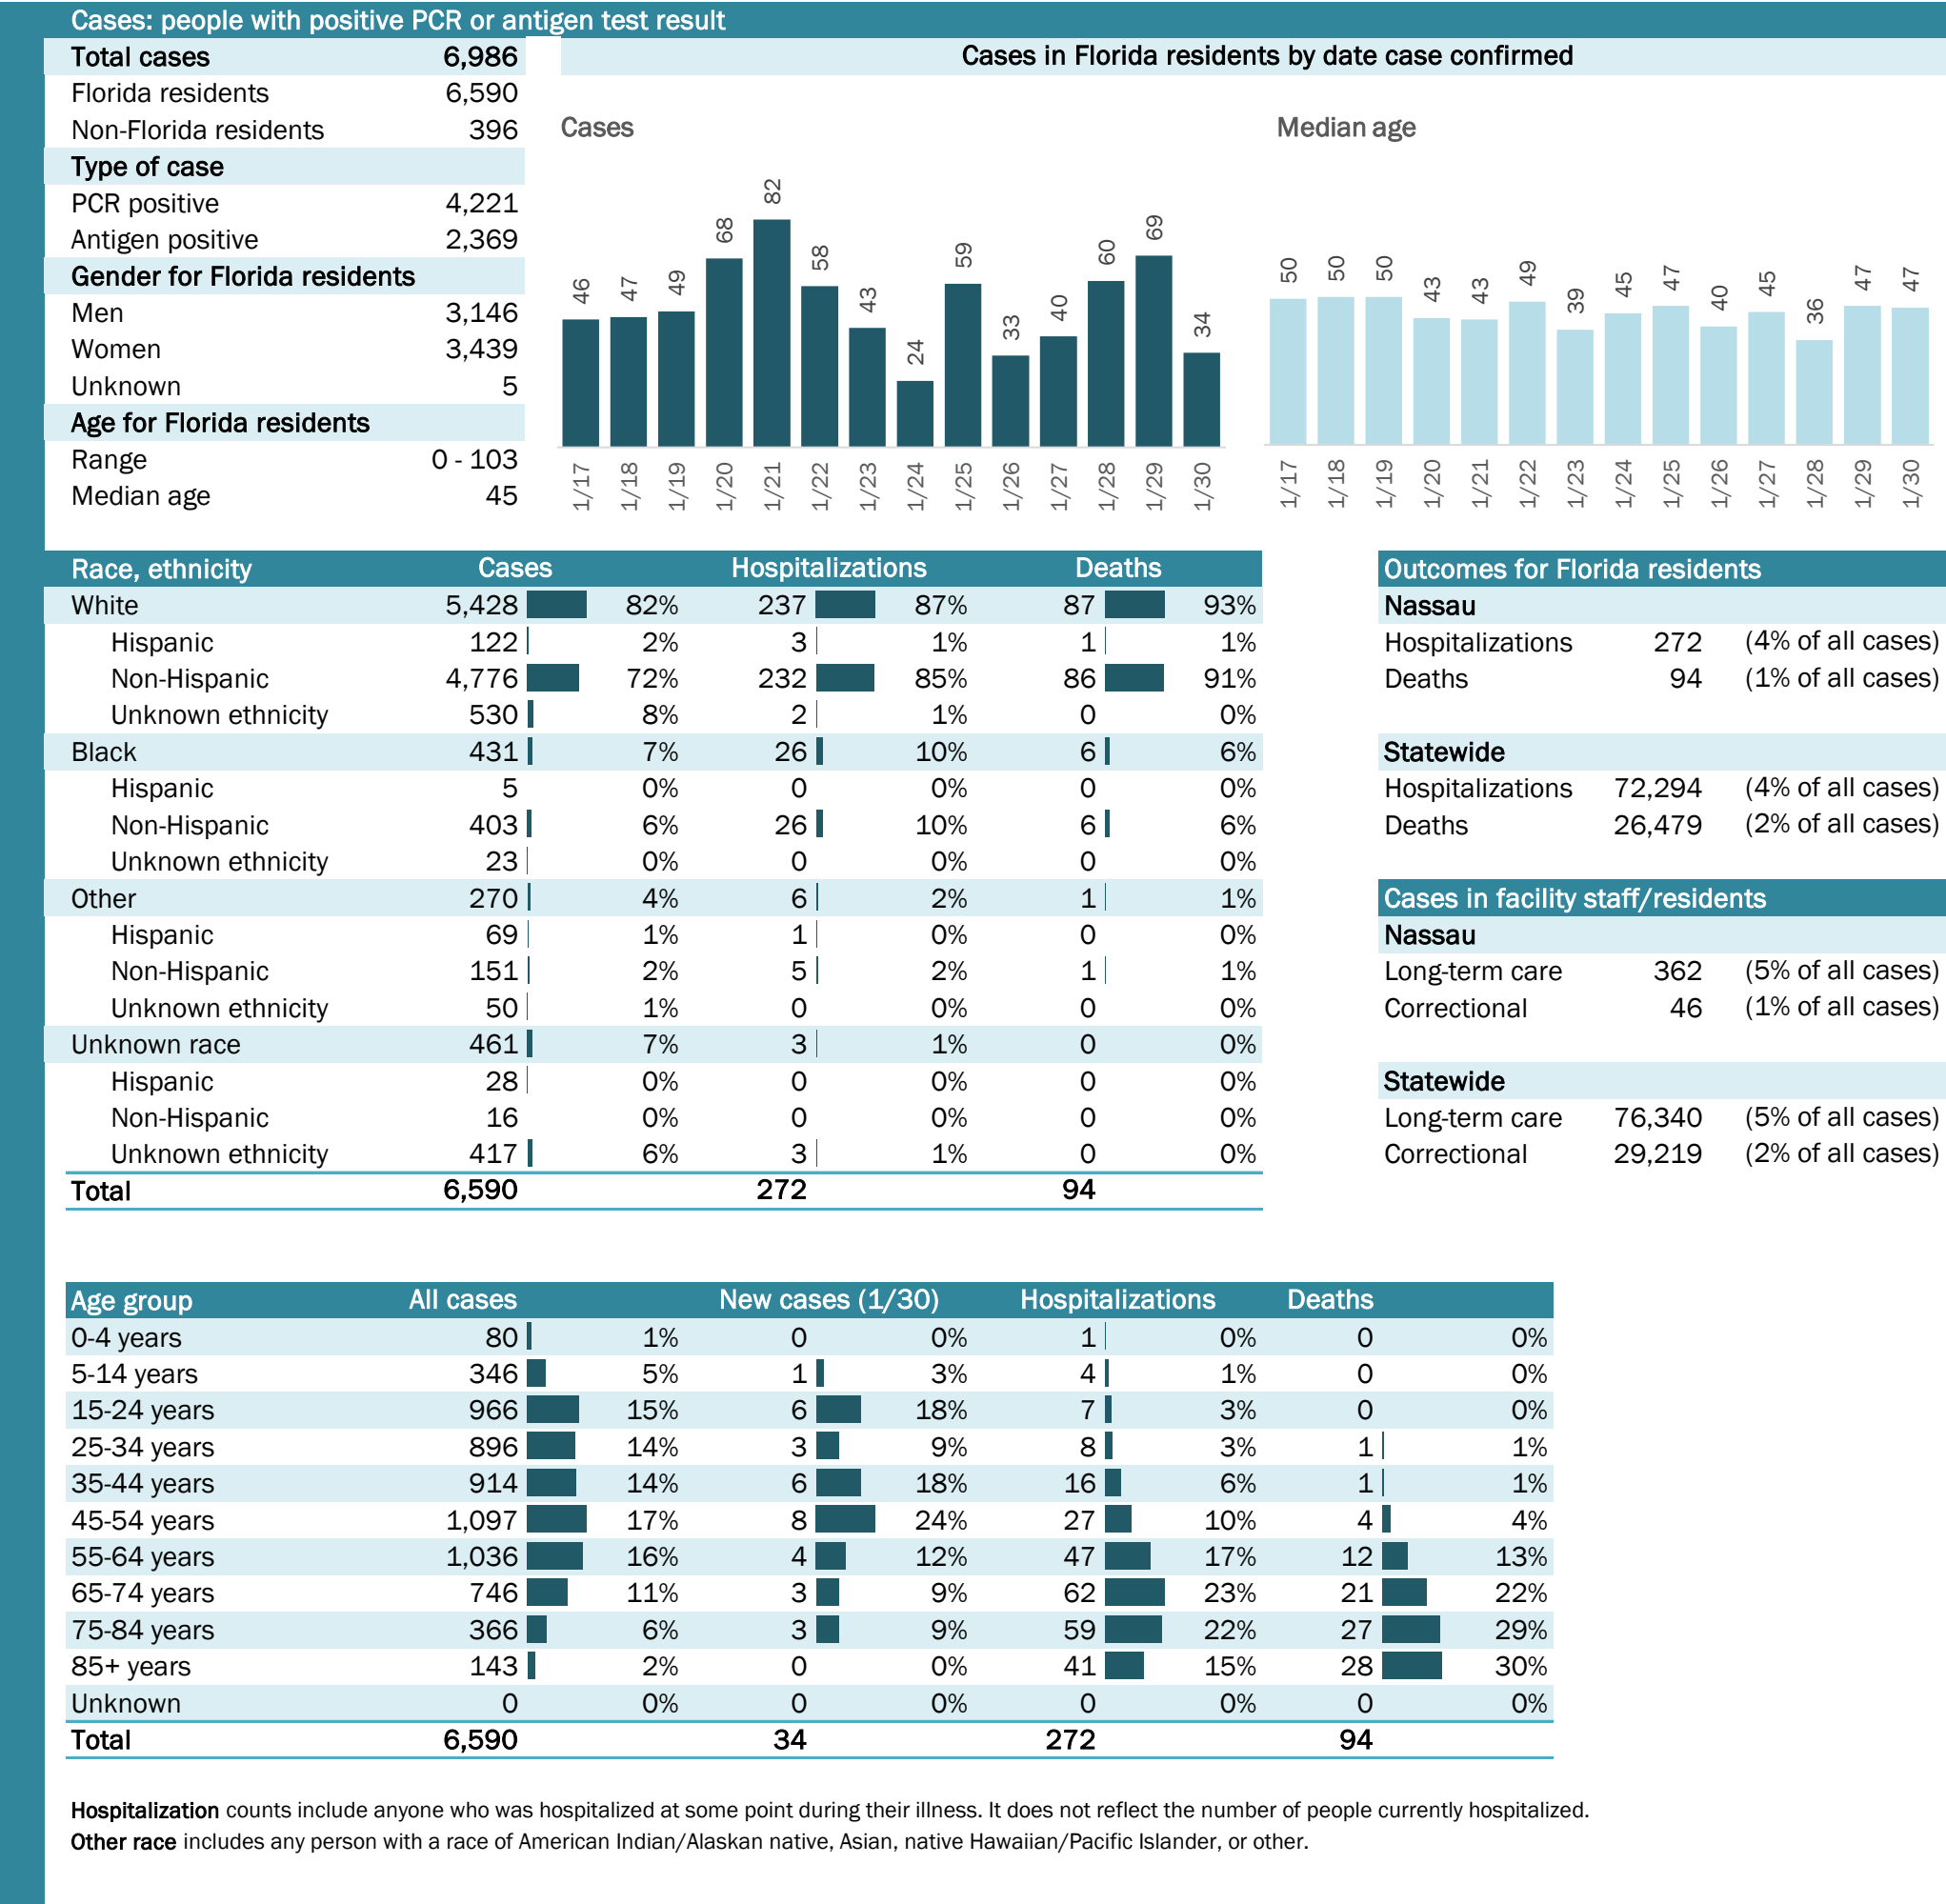 Cases: people with positive PCR or antigen test result
Total cases 6,986
Florida residents 6,590
Non-Florida residents 396
Type of case
PCR positive 4,221
Antigen positive 2,369
Gender for Florida residents
Men 3,146
Women 3,439
Unknown 5
Age for Florida residents
Range 0 - 103
Median age 45
Cases in Florida residents by date case confirmed
Cases
46 47 49 68 82 58 43 24 59 33 40 60 69 34
1/17 1/18 1/19 1/20 1/21 1/22 1/23 1/24 1/25 1/26 1/27 1/28 1/29 1/30
Median age
50 50 50 43 43 49 39 45 47 40 45 36 47 47
1/17 1/18 1/19 1/20 1/21 1/22 1/23 1/24 1/25 1/26 1/27 1/28 1/29 1/30
Race, ethnicity Cases Hospitalizations Deaths
White 5,428 82% 237 87% 87 93%
Hispanic 122 2% 3 1% 1 1%
Non-Hispanic 4,776 72% 232 85% 86 91%
Unknown ethnicity 530 8% 2 1% 0 0%
Black 431 7% 26 10% 6 6%
Hispanic 5 0% 0 0% 0 0%
Non-Hispanic 403 6% 26 10% 6 6%
Unknown ethnicity 23 0% 0 0% 0 0%
Other 270 4% 6 2% 1 1%
Hispanic 69 1% 1 0% 0 0%
Non-Hispanic 151 2% 5 2% 1 1%
Unknown ethnicity 50 1% 0 0% 0 0%
Unknown race 461 7% 3 1% 0 0%
Hispanic 28 0% 0 0% 0 0%
Non-Hispanic 16 0% 0 0% 0 0%
Unknown ethnicity 417 6% 3 1% 0 0%
Total 6,590 272 94
Outcomes for Florida residents
Nassau
Hospitalizations 272 (4% of all cases)
Deaths 94 (1% of all cases)
Statewide
Hospitalizations 72,294 (4% of all cases)
Deaths 26,479 (2% of all cases)
Cases in facility staff/residents
Nassau
Long-term care 362 (5% of all cases)
Correctional 46 (1% of all cases)
Statewide
Long-term care 76,340 (5% of all cases)
Correctional 29,219 (2% of all cases)
Age group All cases New cases (1/30) Hospitalizations Deaths
0-4 years 80 1% 0 0% 1 0% 0 0%
5-14 years 346 5% 1 3% 4 1% 0 0%
15-24 years 966 15% 6 18% 7 3% 0 0%
25-34 years 896 14% 3 9% 8 3% 1 1%
35-44 years 914 14% 6 18% 16 6% 1 1%
45-54 years 1,097 17% 8 24% 27 10% 4 4%
55-64 years 1,036 16% 4 12% 47 17% 12 13%
65-74 years 746 11% 3 9% 62 23% 21 22%
75-84 years 366 6% 3 9% 59 22% 27 29%
85+ years 143 2% 0 0% 41 15% 28 30%
Unknown 0 0% 0 0% 0 0% 0 0%
Total 6,590 34 272 94
Hospitalization counts include anyone who was hospitalized at some point during their illness. It does not reflect the number of people currently hospitalized.
Other race includes any person with a race of American Indian/Alaskan native, Asian, native Hawaiian/Pacific Islander, or other.